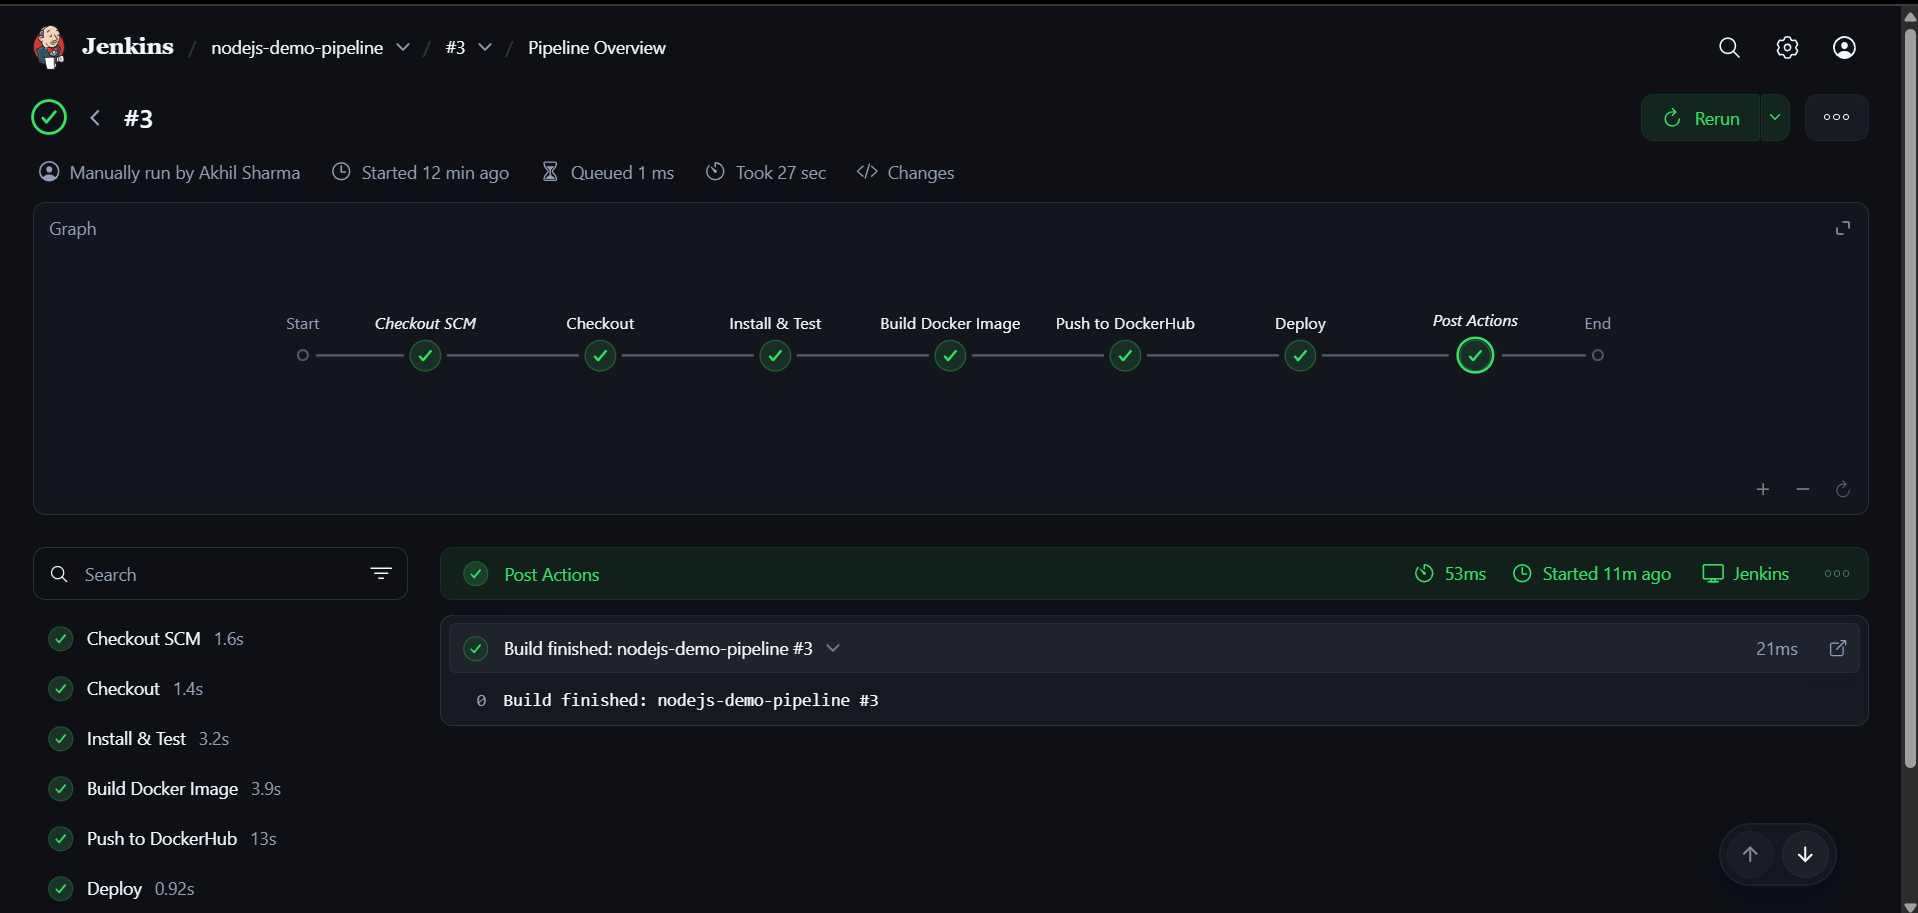 Jenkins / nodejs-demo-pipeline / #3 / Pipeline Overview
#3
Rerun
Manually run by Akhil Sharma Started 12 min ago Queued 1 ms Took 27 sec Changes
Graph
Start Checkout SCM Checkout Install & Test Build Docker Image Push to DockerHub Deploy Post Actions End
Search
Checkout SCM 1.6s
Checkout 1.4s
Install & Test 3.2s
Build Docker Image 3.9s
Push to DockerHub 13s
Deploy 0.92s
Post Actions 53ms Started 11m ago Jenkins
Build finished: nodejs-demo-pipeline #3 21ms
0 Build finished: nodejs-demo-pipeline #3